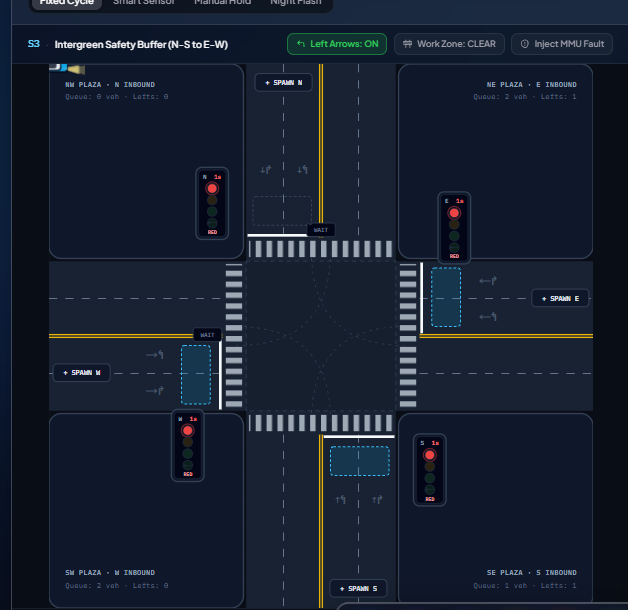 Fixed Cycle Smart Sensor Manual Hold Night Flash
S3 · Intergreen Safety Buffer (N-S to E-W)
Left Arrows: ON
Work Zone: CLEAR
Inject MMU Fault
NW PLAZA · N INBOUND
Queue: 0 veh · Lefts: 0
+ SPAWN N
NE PLAZA · E INBOUND
Queue: 2 veh · Lefts: 1
N 1s
RED
E 1s
RED
WAIT
+ SPAWN E
WAIT
+ SPAWN W
W 1s
RED
S 1s
RED
SW PLAZA · W INBOUND
Queue: 2 veh · Lefts: 0
+ SPAWN S
SE PLAZA · S INBOUND
Queue: 1 veh · Lefts: 1